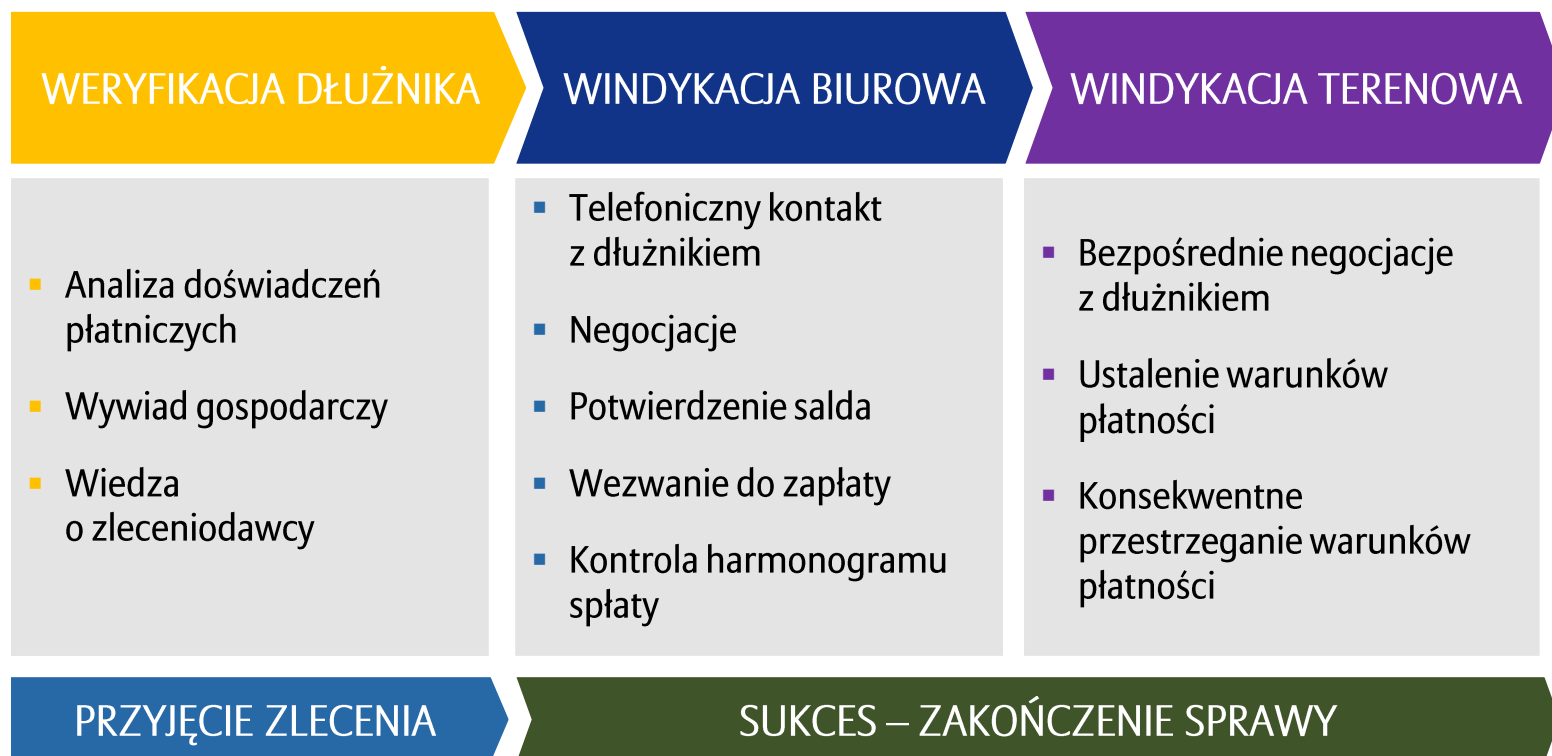 WERYFIKACJA DŁUŻNIKA
WINDYKACJA BIUROWA
WINDYKACJA TERENOWA
▪ Analiza doświadczeń
płatniczych
▪ Wywiad gospodarczy
▪ Wiedza
o zleceniodawcy
▪ Telefoniczny kontakt
z dłużnikiem
▪ Negocjacje
▪ Potwierdzenie salda
▪ Wezwanie do zapłaty
▪ Kontrola harmonogramu
spłaty
▪ Bezpośrednie negocjacje
z dłużnikiem
▪ Ustalenie warunków
płatności
▪ Konsekwentne
przestrzeganie warunków
płatności
PRZYJĘCIE ZLECENIA
SUKCES – ZAKOŃCZENIE SPRAWY